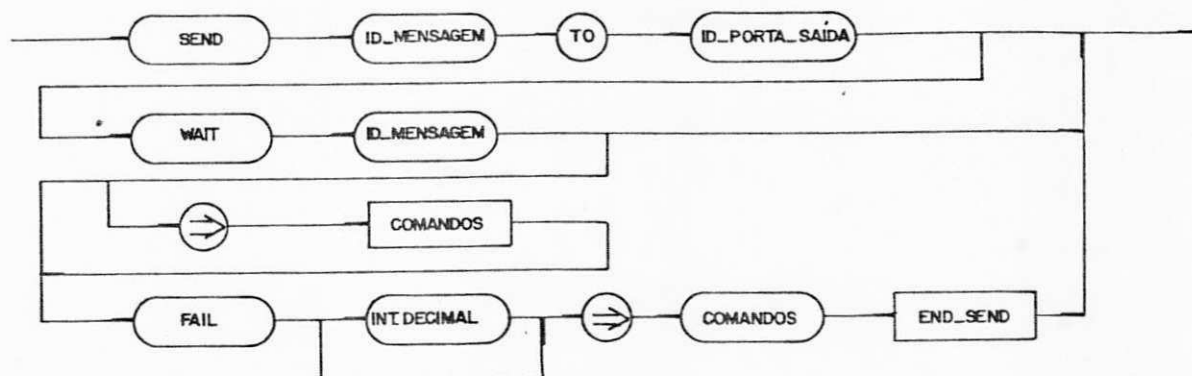 SEND ID_MENSAGEM TO ID_PORTA_SAÍDA
WAIT ID_MENSAGEM
⇒ COMANDOS
FAIL INT.DECIMAL ⇒ COMANDOS END_SEND